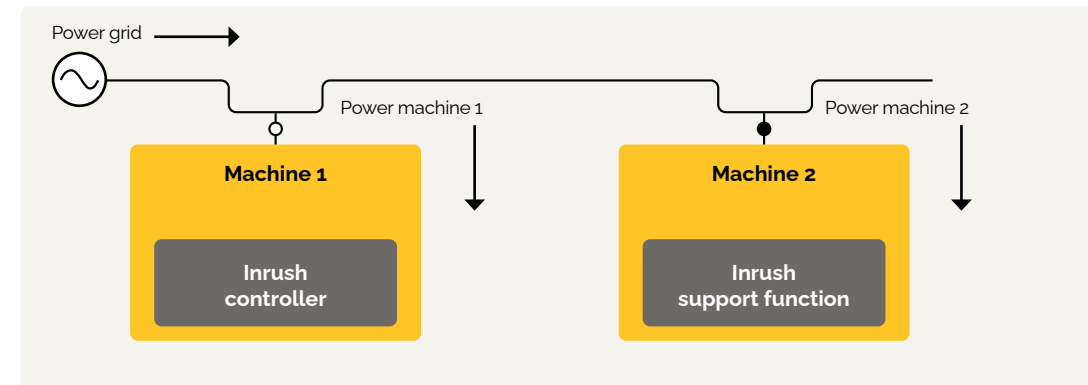 Power grid
Power machine 1
Power machine 2
Machine 1
Inrush
controller
Machine 2
Inrush
support function